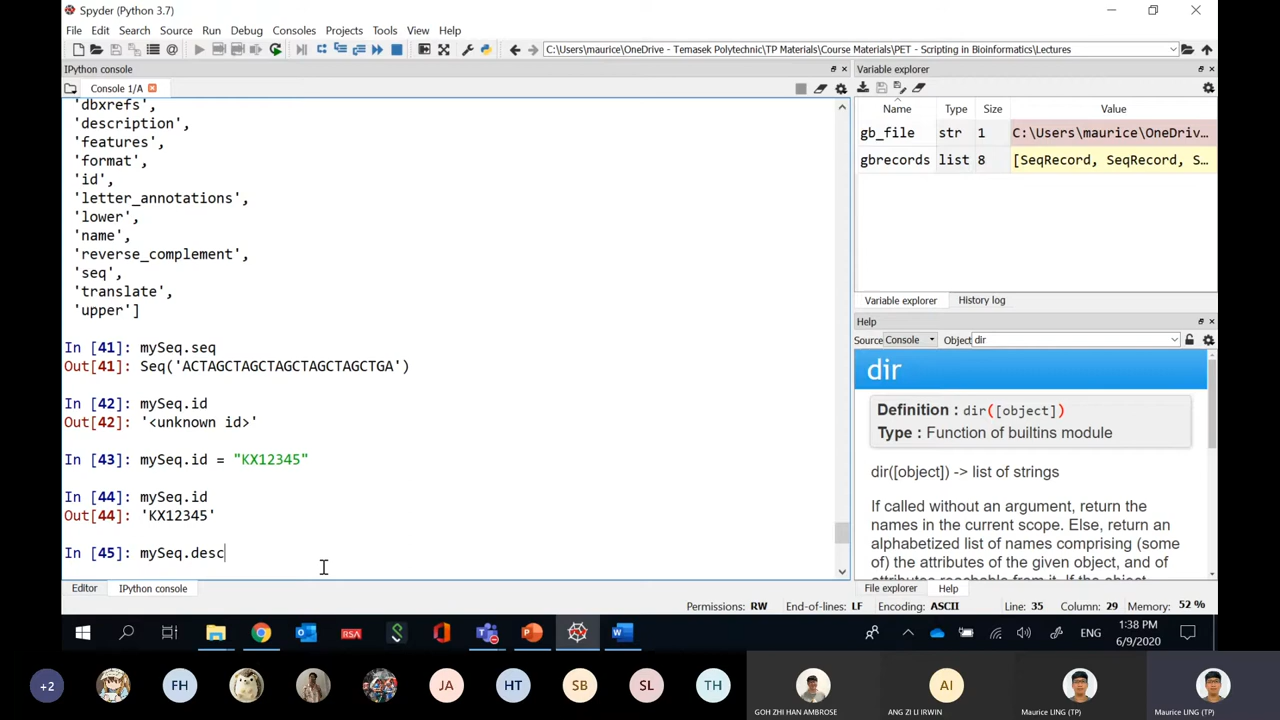 Spyder (Python 3.7)
File Edit Search Source Run Debug Consoles Projects Tools View Help
C:\Users\maurice\OneDrive - Temasek Polytechnic\TP Materials\Course Materials\PET - Scripting in Bioinformatics\Lectures
IPython console
Console 1/A
'dbxrefs',
'description',
'features',
'format',
'id',
'letter_annotations',
'lower',
'name',
'reverse_complement',
'seq',
'translate',
'upper']
In [41]: mySeq.seq
Out[41]: Seq('ACTAGCTAGCTAGCTAGCTAGCTGA')
In [42]: mySeq.id
Out[42]: '<unknown id>'
In [43]: mySeq.id = "KX12345"
In [44]: mySeq.id
Out[44]: 'KX12345'
In [45]: mySeq.desc
Editor IPython console
Variable explorer
Name Type Size Value
gb_file str 1 C:\Users\maurice\OneDriv…
gbrecords list 8 [SeqRecord, SeqRecord, S…
Variable explorer History log
Help
Source Console Object dir
dir
Definition : dir([object])
Type : Function of builtins module
dir([object]) -> list of strings
If called without an argument, return the
names in the current scope. Else, return an
alphabetized list of names comprising (some
of) the attributes of the given object, and of
attributes reachable from it. If the object
File explorer Help
Permissions: RW End-of-lines: LF Encoding: ASCII Line: 35 Column: 29 Memory: 52 %
RSA
ENG
1:38 PM
6/9/2020
+2 FH JA HT SB SL TH AI
GOH ZHI HAN AMBROSE ANG ZI LI IRWIN Maurice LING (TP) Maurice LING (TP)